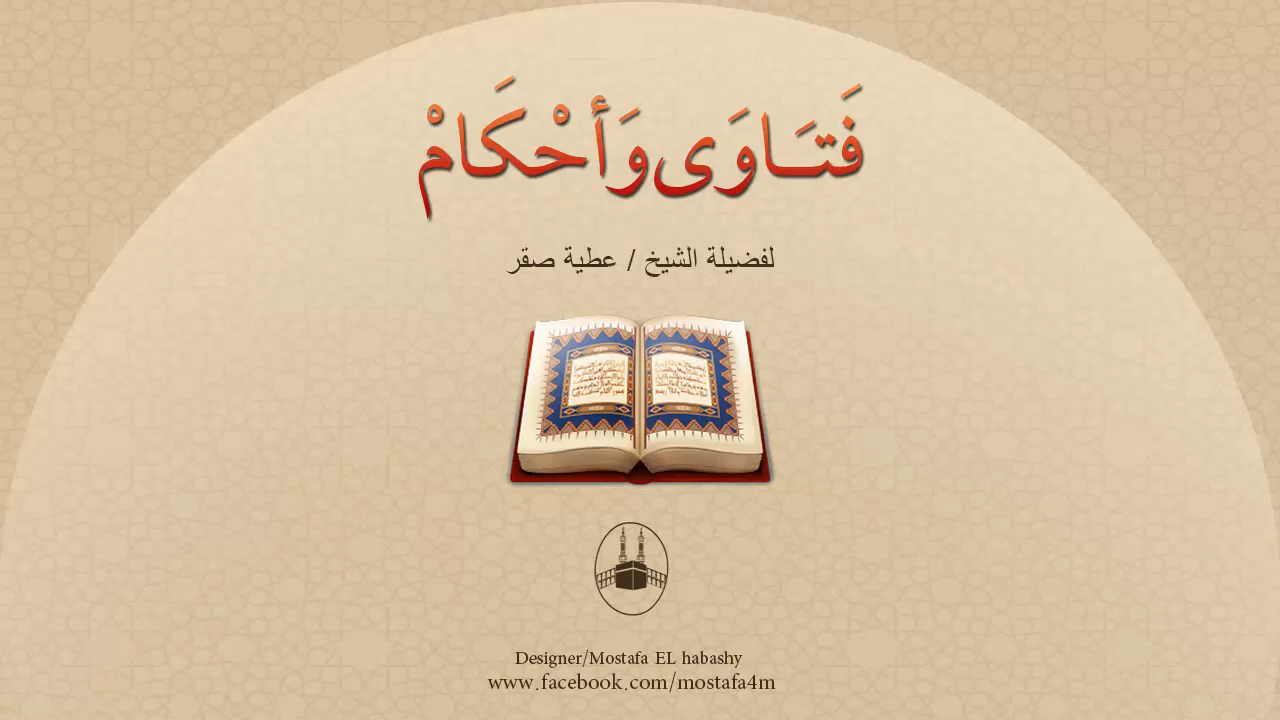 فَتَاوَى وَأَحْكَامْ
لفضيلة الشيخ / عطية صقر
Designer/Mostafa EL habashy
www.facebook.com/mostafa4m